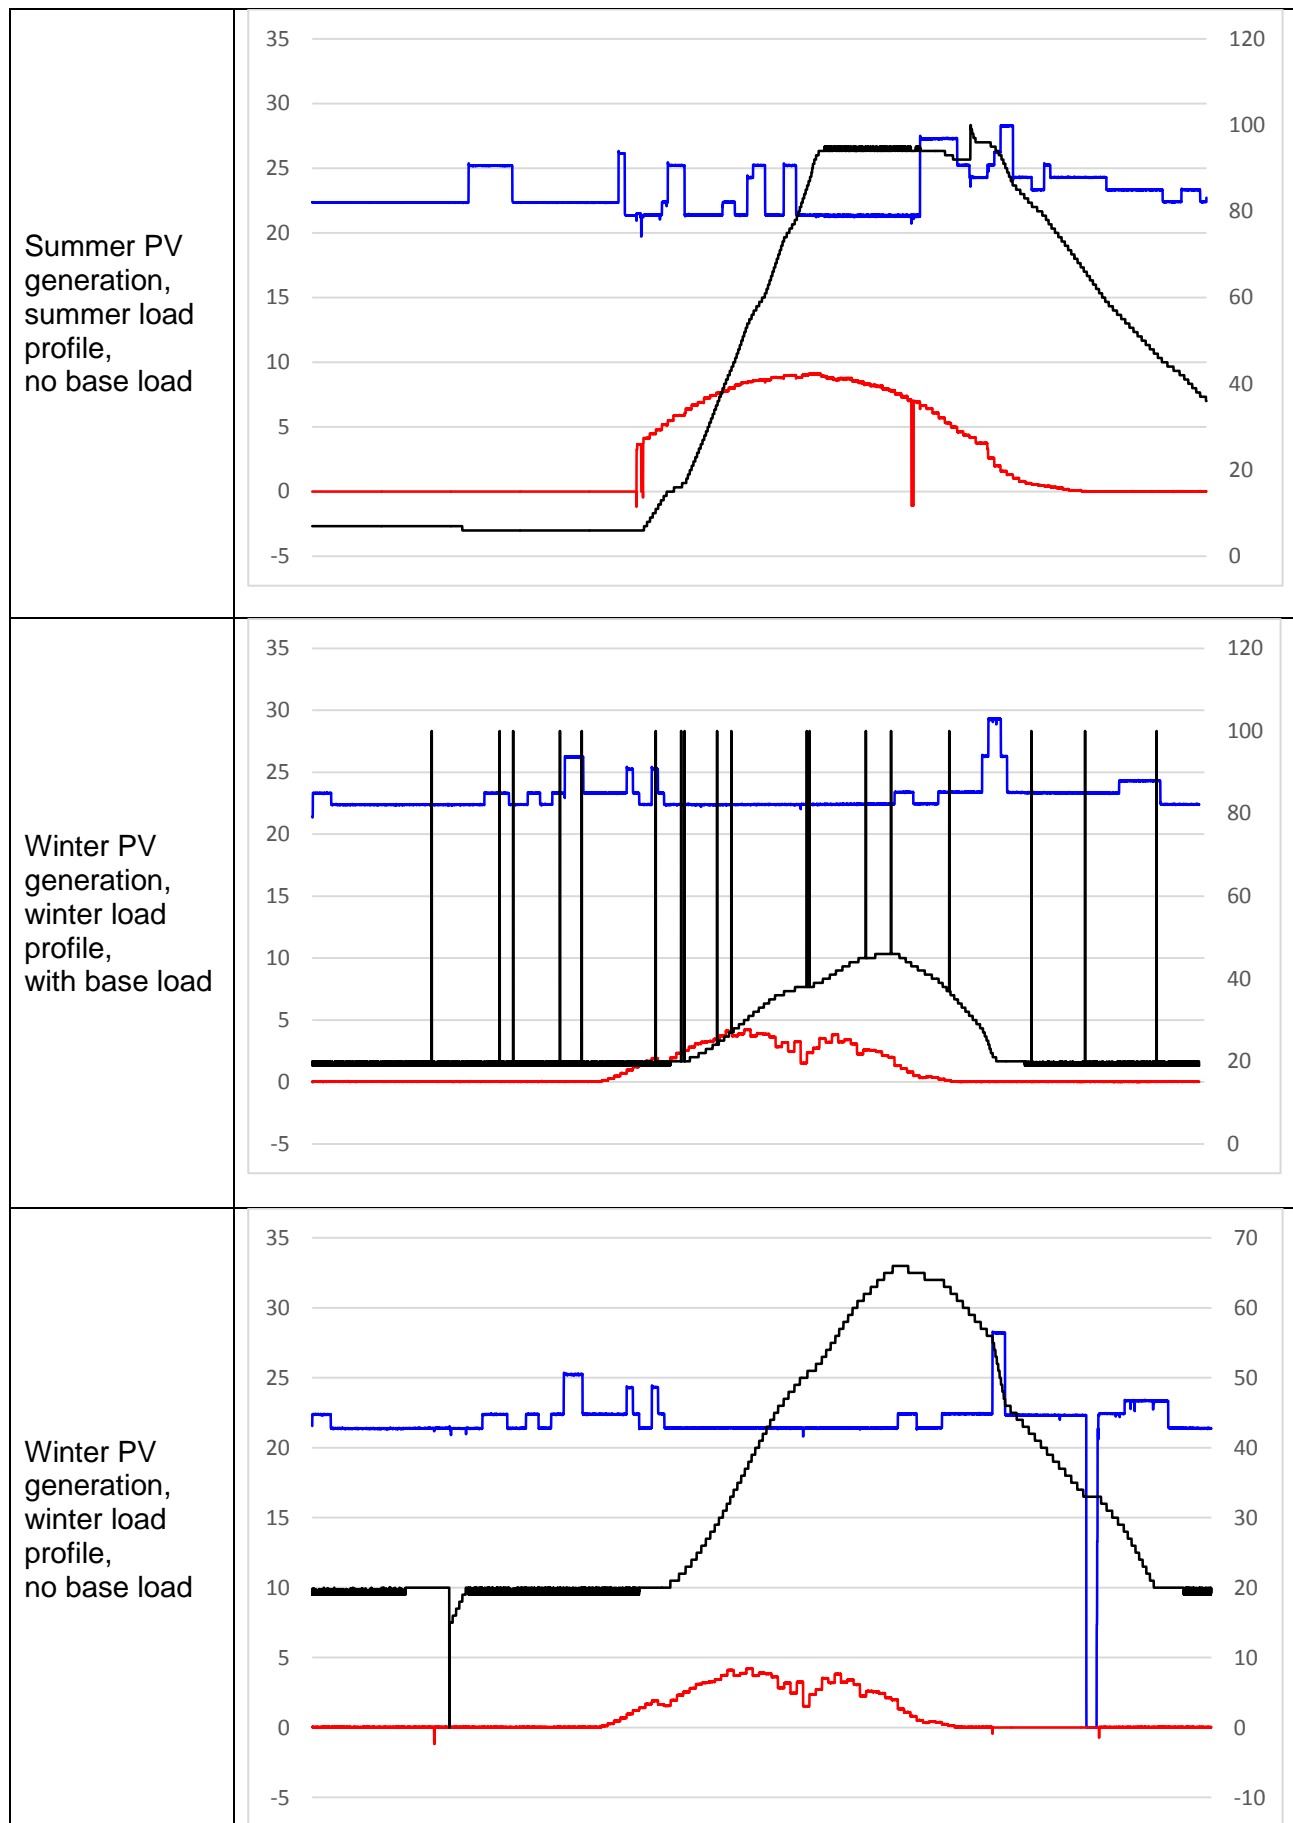 35 120
30 100
25
80
20
15 60
10 40
5
20
0
-5 0
Summer PV
generation,
summer load
profile,
no base load
35 120
30 100
25
80
20
15 60
10 40
5
20
0
-5 0
Winter PV
generation,
winter load
profile,
with base load
35 70
30 60
25 50
20 40
15 30
10 20
5 10
0 0
-5 -10
Winter PV
generation,
winter load
profile,
no base load